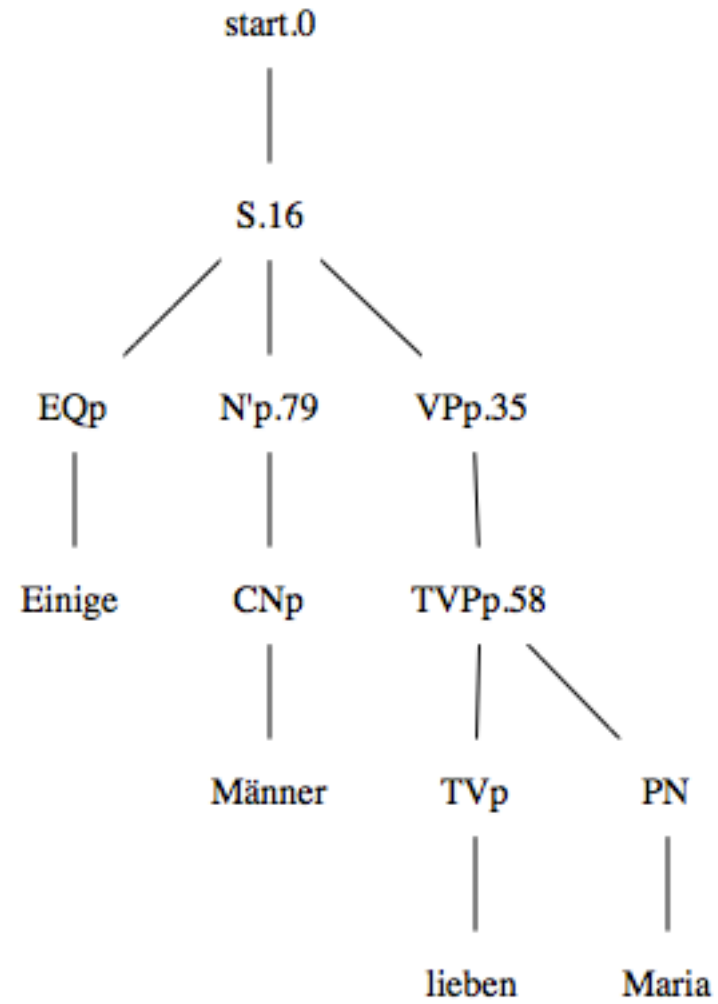 start.0
S.16
EQp N'p.79 VPp.35
Einige CNp TVPp.58
Männer TVp PN
lieben Maria